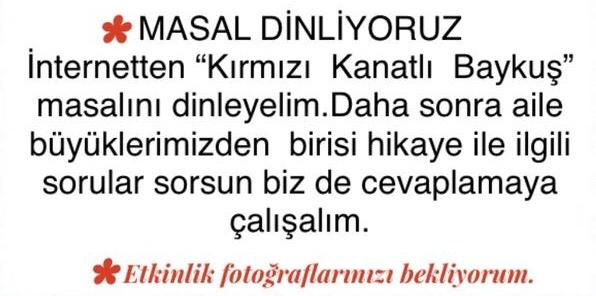 MASAL DİNLİYORUZ
İnternetten “Kırmızı Kanatlı Baykuş”
masalını dinleyelim.Daha sonra aile
büyüklerimizden birisi hikaye ile ilgili
sorular sorsun biz de cevaplamaya
çalışalım.
Etkinlik fotoğraflarınızı bekliyorum.